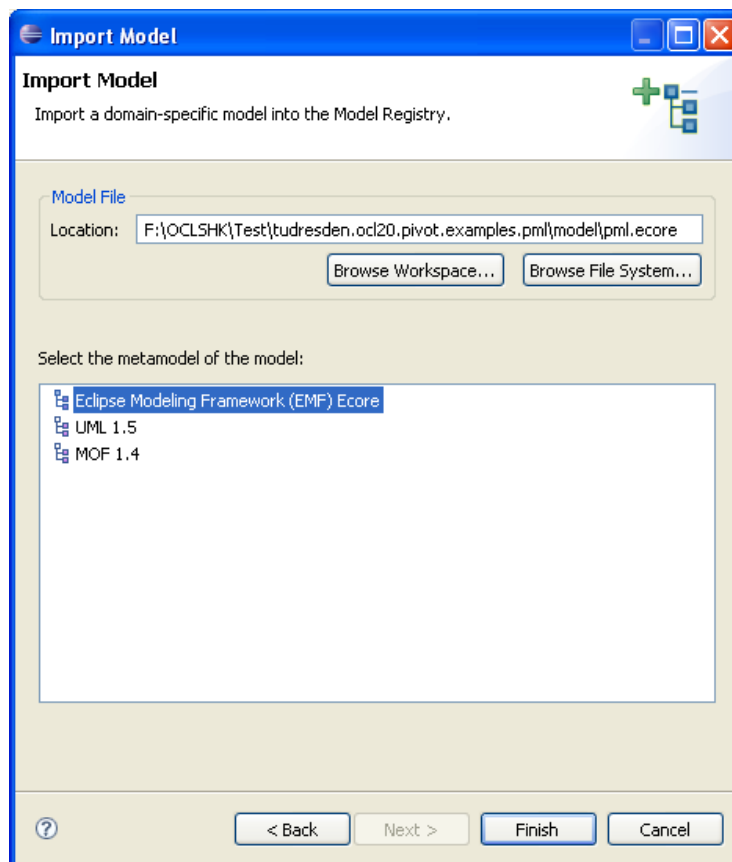 Import Model
Import Model
Import a domain-specific model into the Model Registry.
Model File
Location: F:\OCLSHK\Test\tudresden.ocl20.pivot.examples.pml\model\pml.ecore
Browse Workspace... Browse File System...
Select the metamodel of the model:
Eclipse Modeling Framework (EMF) Ecore
UML 1.5
MOF 1.4
? < Back Next > Finish Cancel